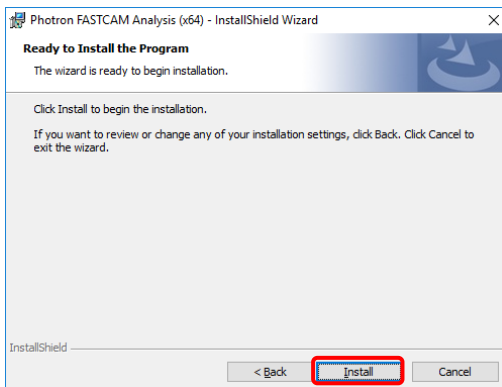 Photron FASTCAM Analysis (x64) - InstallShield Wizard
Ready to Install the Program
The wizard is ready to begin installation.
Click Install to begin the installation.
If you want to review or change any of your installation settings, click Back. Click Cancel to
exit the wizard.
InstallShield
< Back
Install
Cancel